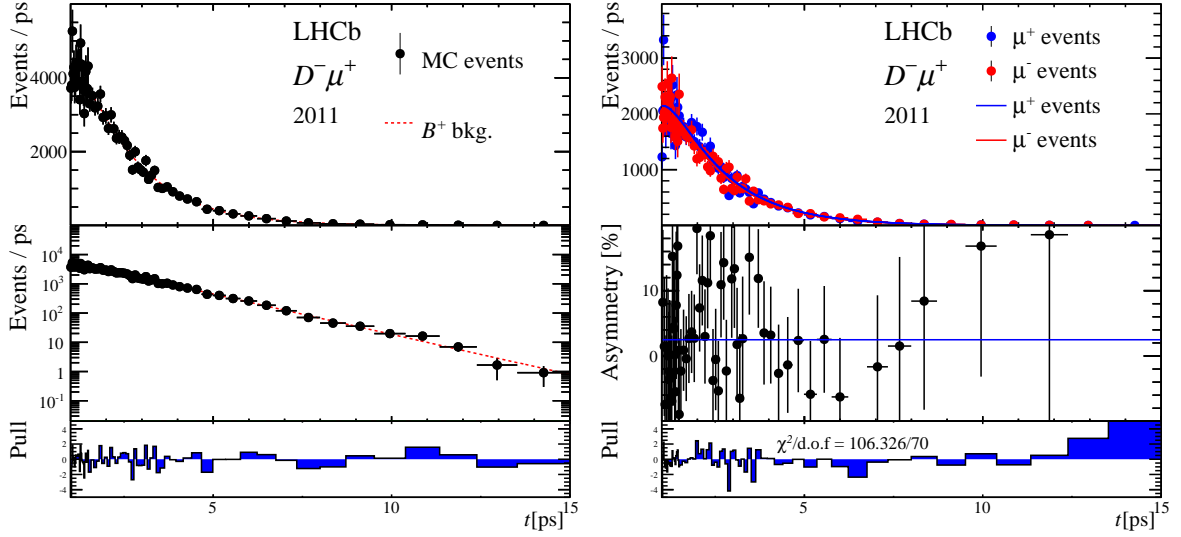 Events / ps
4000
2000
LHCb
D⁻μ⁺
2011
MC events
B⁺ bkg.
Events / ps
10⁴
10³
10²
10
1
10⁻¹
Pull
4
2
0
-2
-4
5
10
15
t[ps]
Events / ps
3000
2000
1000
LHCb
D⁻μ⁺
2011
μ⁺ events
μ⁻ events
μ⁺ events
μ⁻ events
Asymmetry [%]
10
0
Pull
4
2
0
-2
-4
χ²/d.o.f = 106.326/70
5
10
15
t[ps]